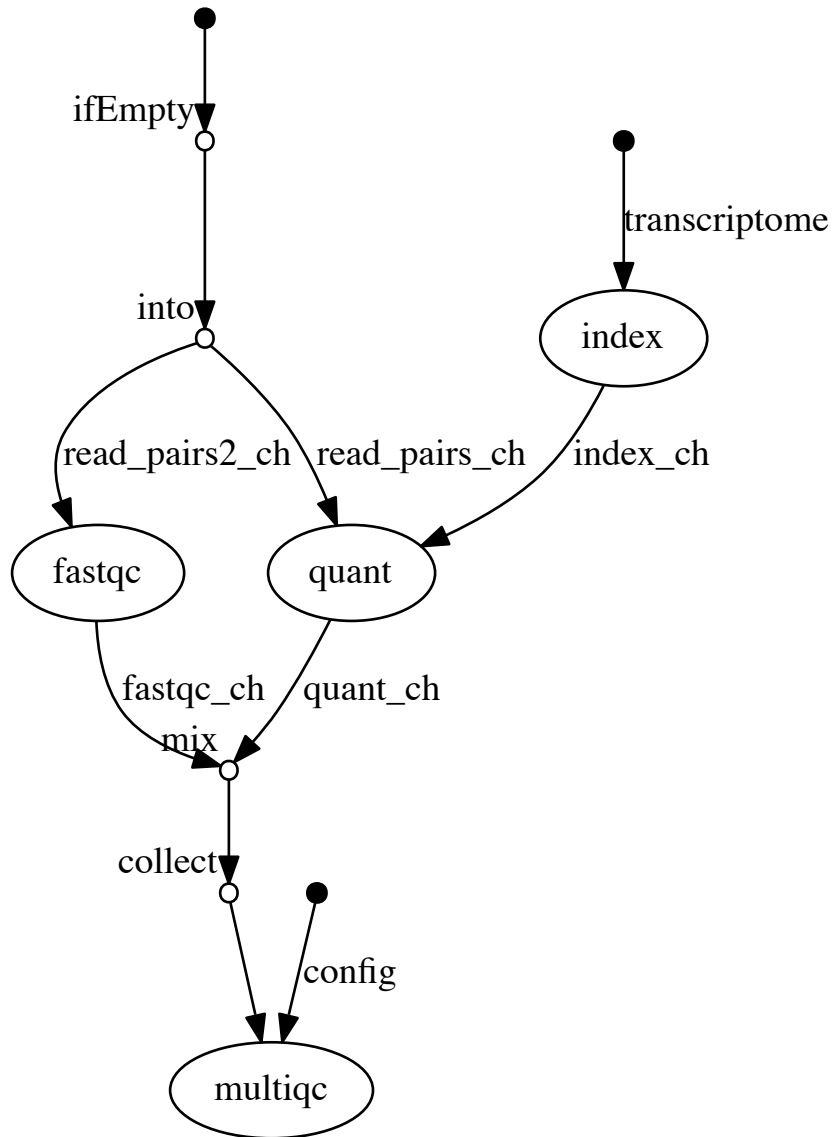 ifEmpty
transcriptome
into
index
read_pairs2_ch
read_pairs_ch
index_ch
fastqc
quant
fastqc_ch
quant_ch
mix
collect
config
multiqc